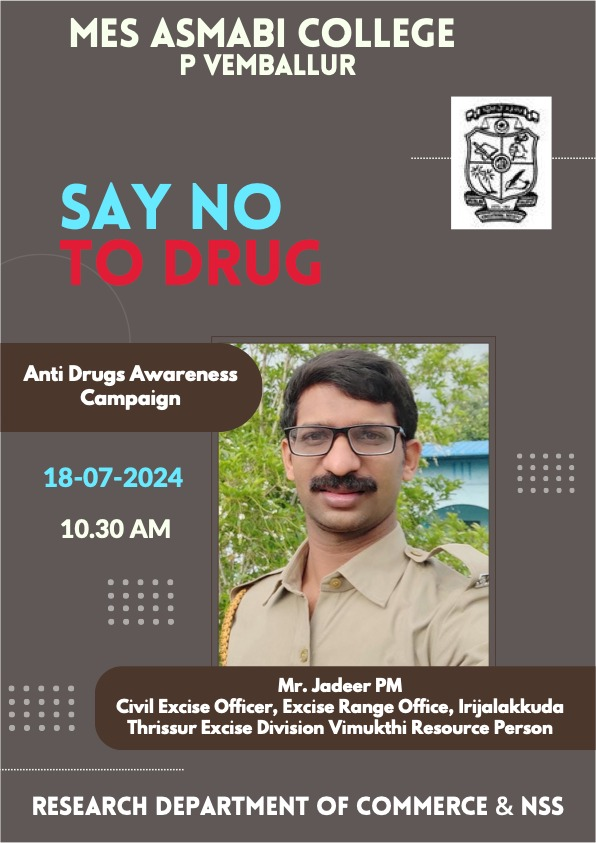 MES ASMABI COLLEGE
P VEMBALLUR
SAY NO
TO DRUG
Anti Drugs Awareness
Campaign
18-07-2024
10.30 AM
Mr. Jadeer PM
Civil Excise Officer, Excise Range Office, Irijalakkuda
Thrissur Excise Division Vimukthi Resource Person
RESEARCH DEPARTMENT OF COMMERCE & NSS